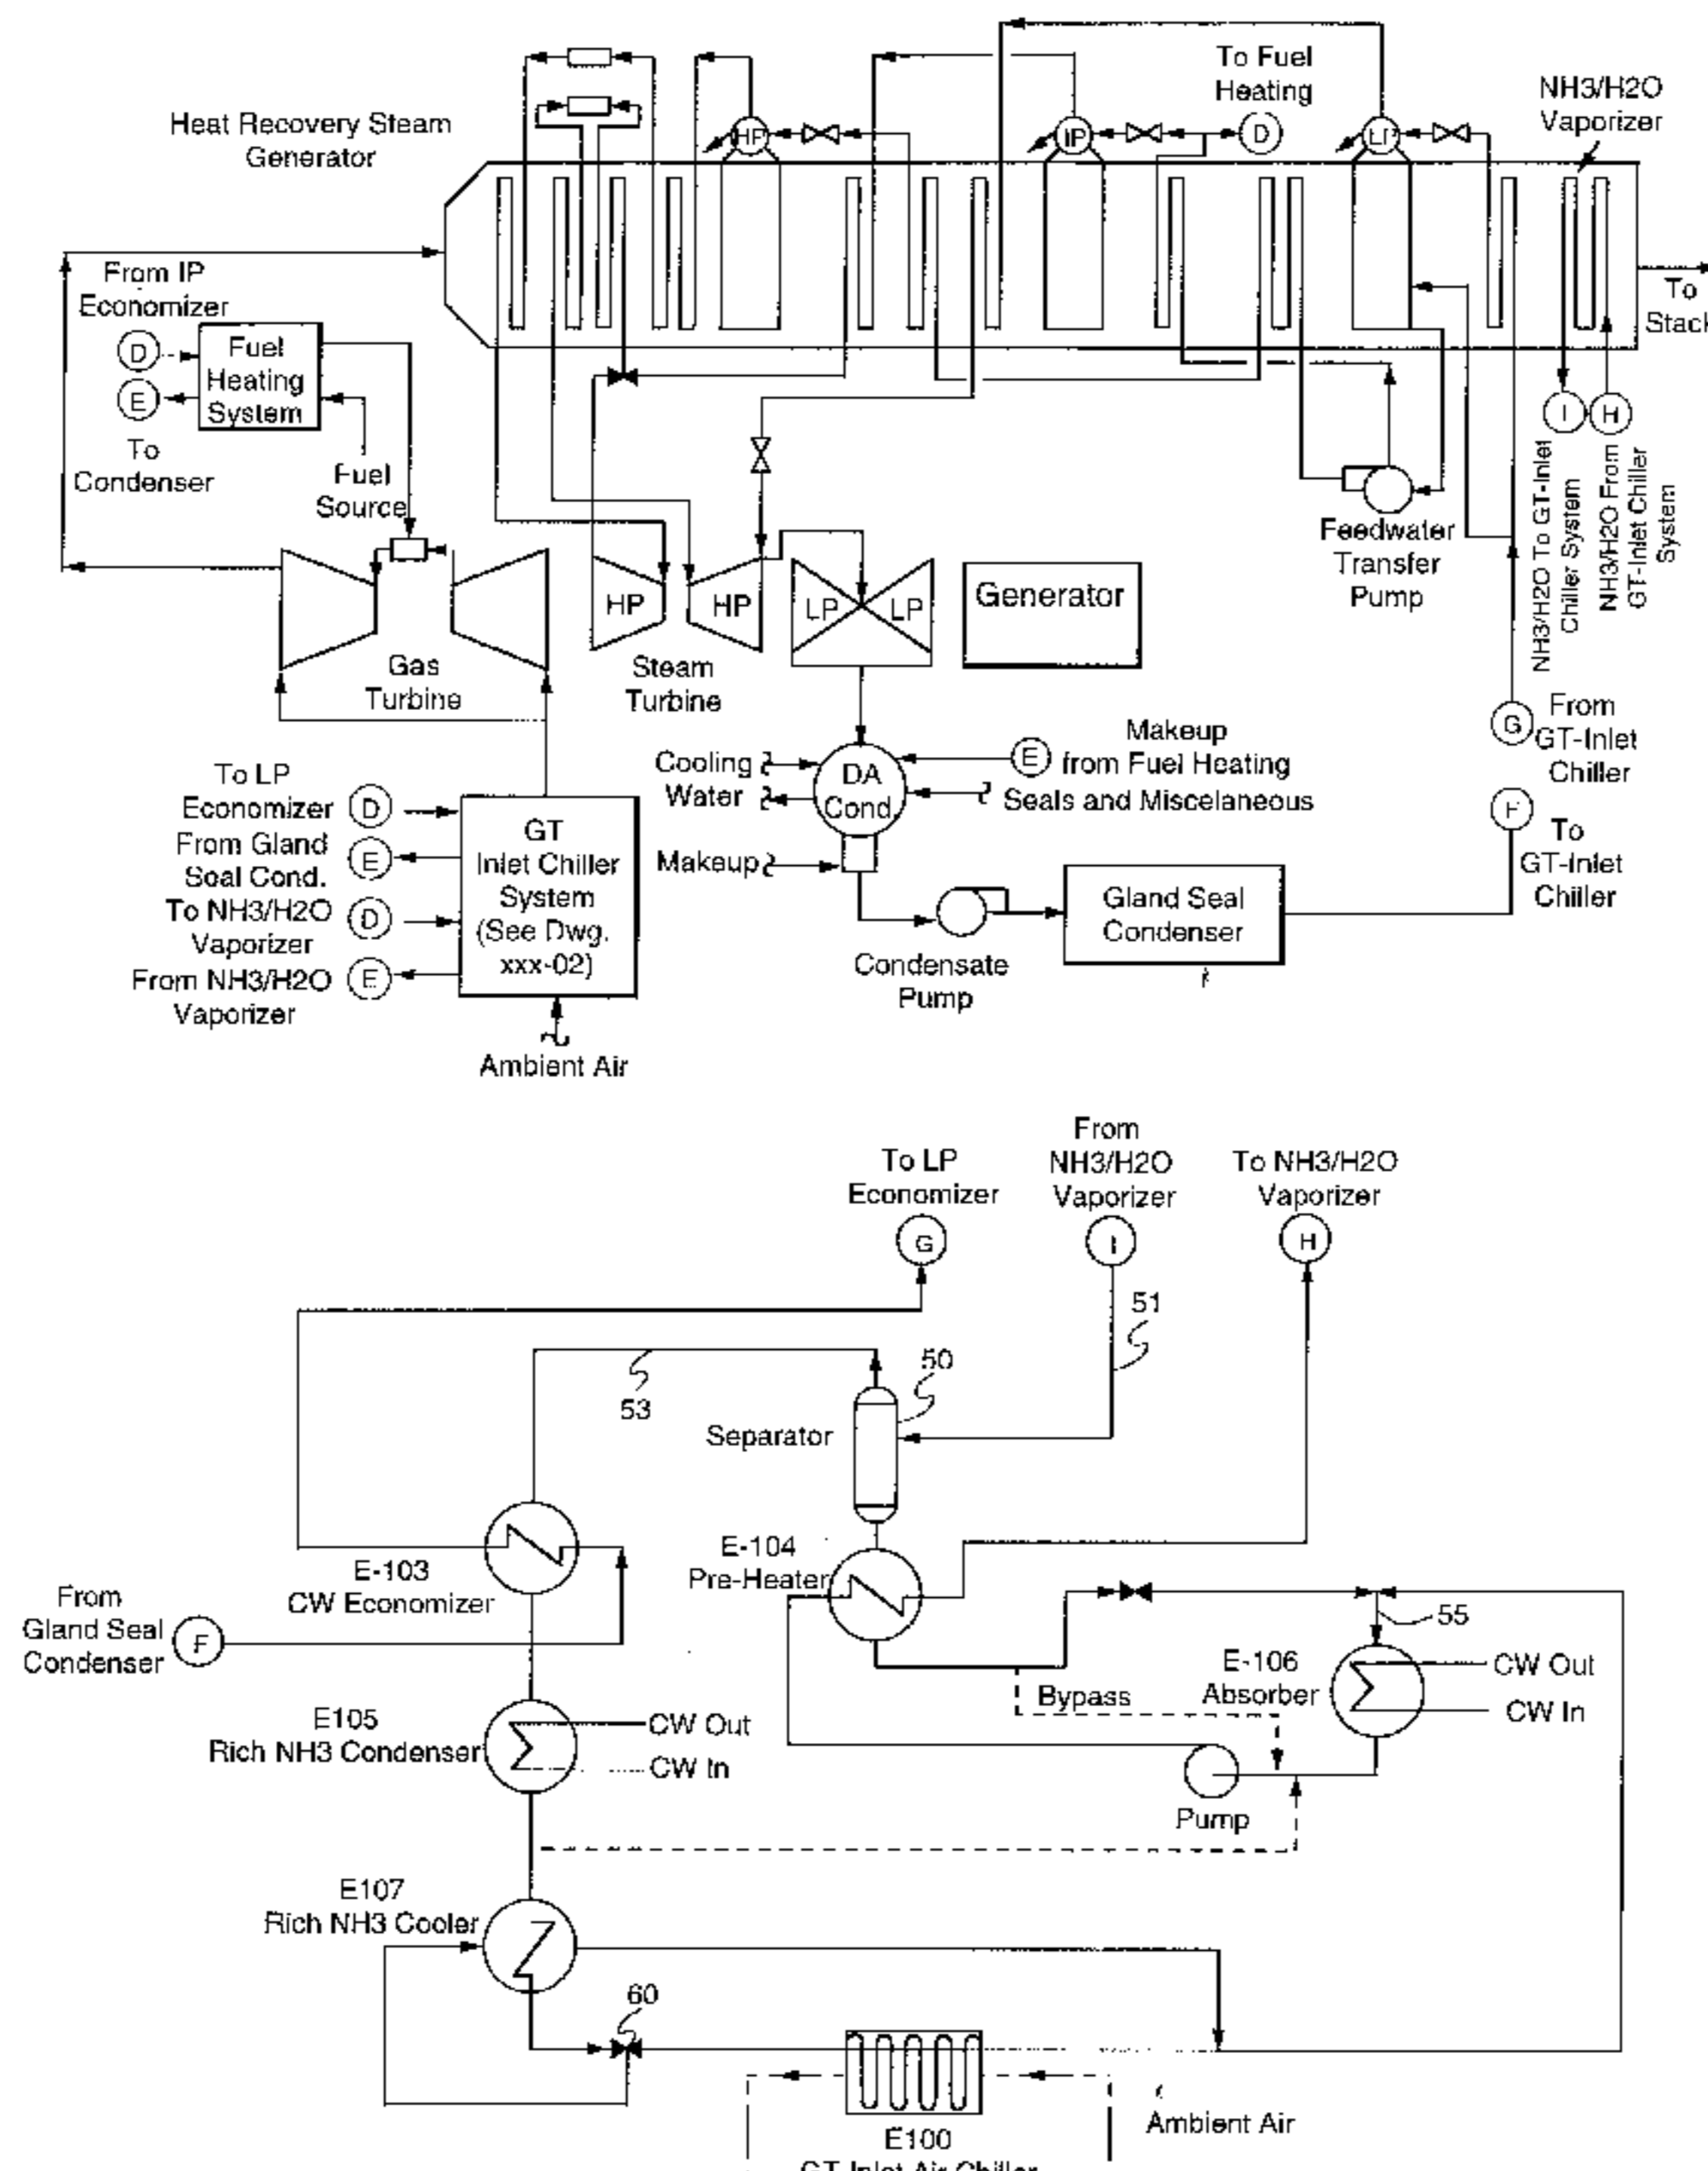 To Fuel
Heating
NH3/H2O
Vaporizer
Heat Recovery Steam
Generator
HP
IP
D
LP
From IP
Economizer
D
E
Fuel
Heating
System
To
Condenser
Fuel
Source
To
Stack
I
H
NH3/H2O To GT-Inlet
Chiller System
NH3/H2O From
GT-Inlet Chiller
System
Feedwater
Transfer
Pump
Gas
Turbine
HP
HP
Steam
Turbine
LP
LP
Generator
G
From
GT-Inlet
Chiller
F
To
GT-Inlet
Chiller
Cooling
Water
DA
Cond.
E
Makeup
from Fuel Heating
Seals and Miscelaneous
Makeup
Condensate
Pump
Gland Seal
Condenser
To LP
Economizer
D
From Gland
Seal Cond.
E
To NH3/H2O
Vaporizer
D
From NH3/H2O
Vaporizer
E
GT
Inlet Chiller
System
(See Dwg.
xxx-02)
Ambient Air
To LP
Economizer
G
From
NH3/H2O
Vaporizer
I
To NH3/H2O
Vaporizer
H
51
50
53
Separator
E-103
CW Economizer
E-104
Pre-Heater
From
Gland Seal
Condenser
F
55
E-106
Absorber
CW Out
CW In
Bypass
E105
Rich NH3 Condenser
CW Out
CW In
Pump
E107
Rich NH3 Cooler
60
Ambient Air
E100
GT-Inlet Air Chiller